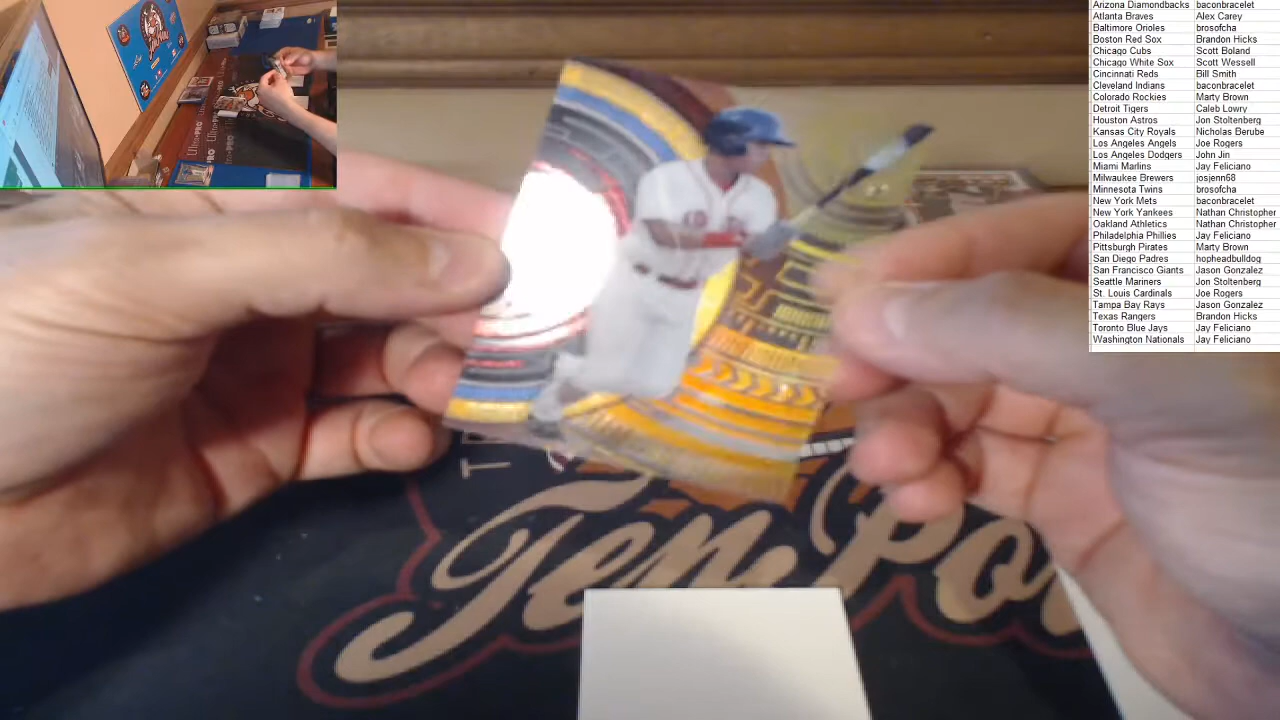 Arizona Diamondbacks baconbracelet
Atlanta Braves Alex Carey
Baltimore Orioles brosofcha
Boston Red Sox Brandon Hicks
Chicago Cubs Scott Boland
Chicago White Sox Scott Wessell
Cincinnati Reds Bill Smith
Cleveland Indians baconbracelet
Colorado Rockies Marty Brown
Detroit Tigers Caleb Lowry
Houston Astros Jon Stoltenberg
Kansas City Royals Nicholas Berube
Los Angeles Angels Joe Rogers
Los Angeles Dodgers John Jin
Miami Marlins Jay Feliciano
Milwaukee Brewers josjenn68
Minnesota Twins brosofcha
New York Mets baconbracelet
New York Yankees Nathan Christopher
Oakland Athletics Nathan Christopher
Philadelphia Phillies Jay Feliciano
Pittsburgh Pirates Marty Brown
San Diego Padres hopheadbulldog
San Francisco Giants Jason Gonzalez
Seattle Mariners Jon Stoltenberg
St. Louis Cardinals Joe Rogers
Tampa Bay Rays Jason Gonzalez
Texas Rangers Brandon Hicks
Toronto Blue Jays Jay Feliciano
Washington Nationals Jay Feliciano
T
Ten Po